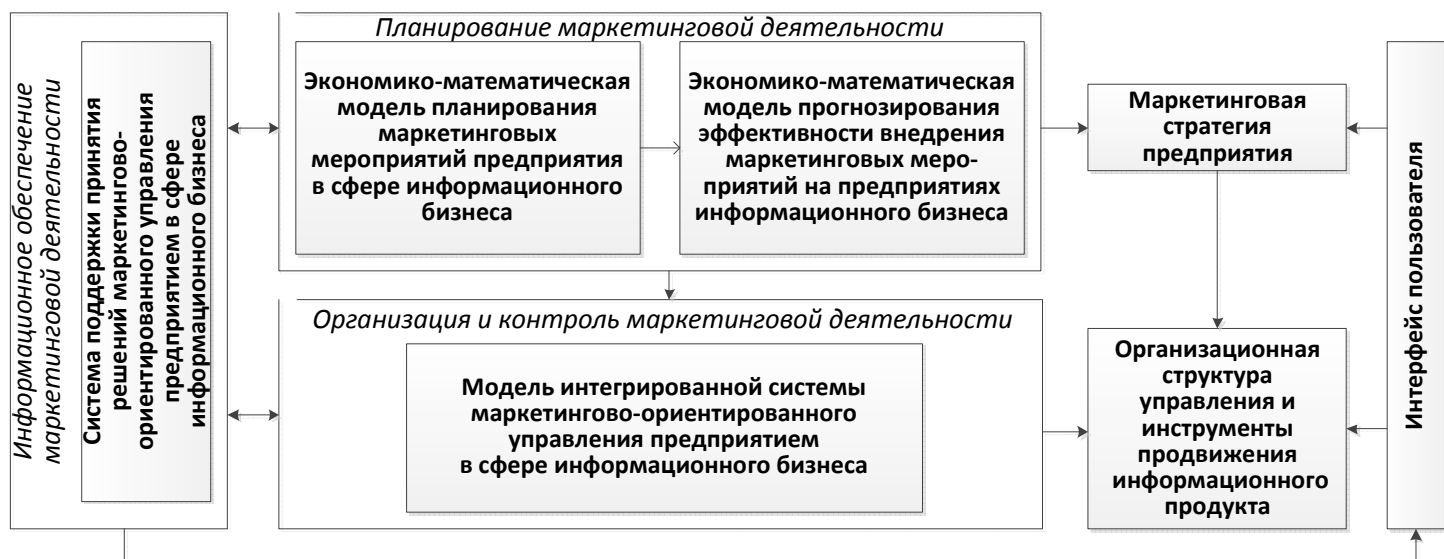 Информационное обеспечение
маркетинговой деятельности
Система поддержки принятия
решений маркетингово-
ориентированного управления
предприятием в сфере
информационного бизнеса
Планирование маркетинговой деятельности
Экономико-математическая
модель планирования
маркетинговых
мероприятий предприятия
в сфере информационного
бизнеса
Экономико-математическая
модель прогнозирования
эффективности внедрения
маркетинговых меро-
приятий на предприятиях
информационного бизнеса
Организация и контроль маркетинговой деятельности
Модель интегрированной системы
маркетингово-ориентированного
управления предприятием
в сфере информационного бизнеса
Маркетинговая
стратегия
предприятия
Организационная
структура
управления и
инструменты
продвижения
информационного
продукта
Интерфейс пользователя